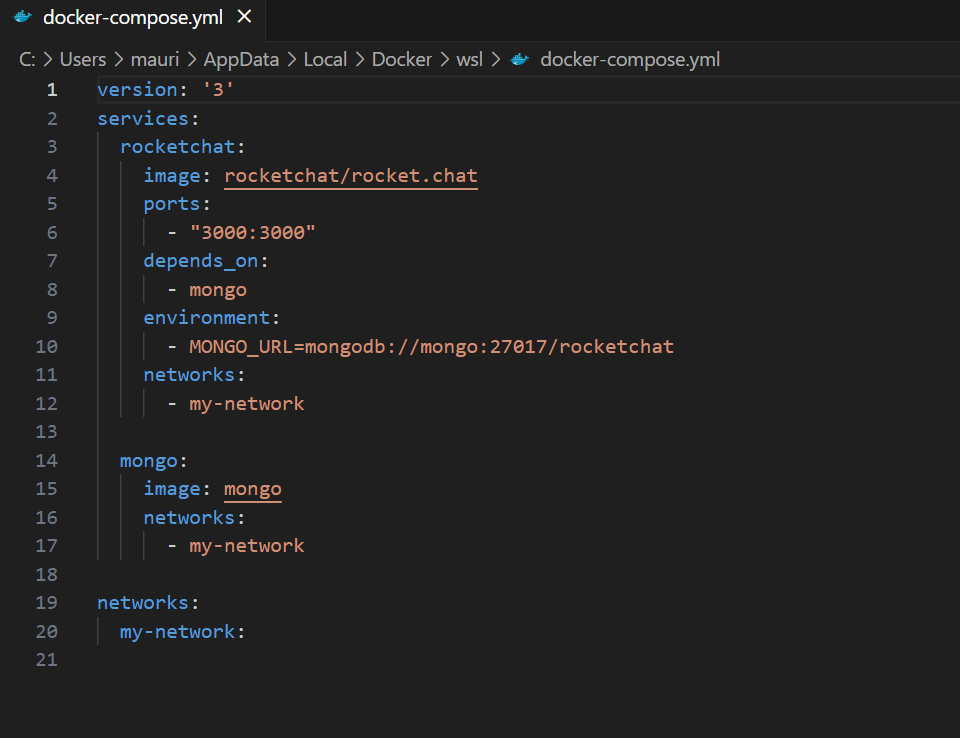 docker-compose.yml ×
C: > Users > mauri > AppData > Local > Docker > wsl > docker-compose.yml
1 version: '3'
2 services:
3   rocketchat:
4     image: rocketchat/rocket.chat
5     ports:
6       - "3000:3000"
7     depends_on:
8       - mongo
9     environment:
10       - MONGO_URL=mongodb://mongo:27017/rocketchat
11     networks:
12       - my-network
13
14   mongo:
15     image: mongo
16     networks:
17       - my-network
18
19 networks:
20   my-network:
21